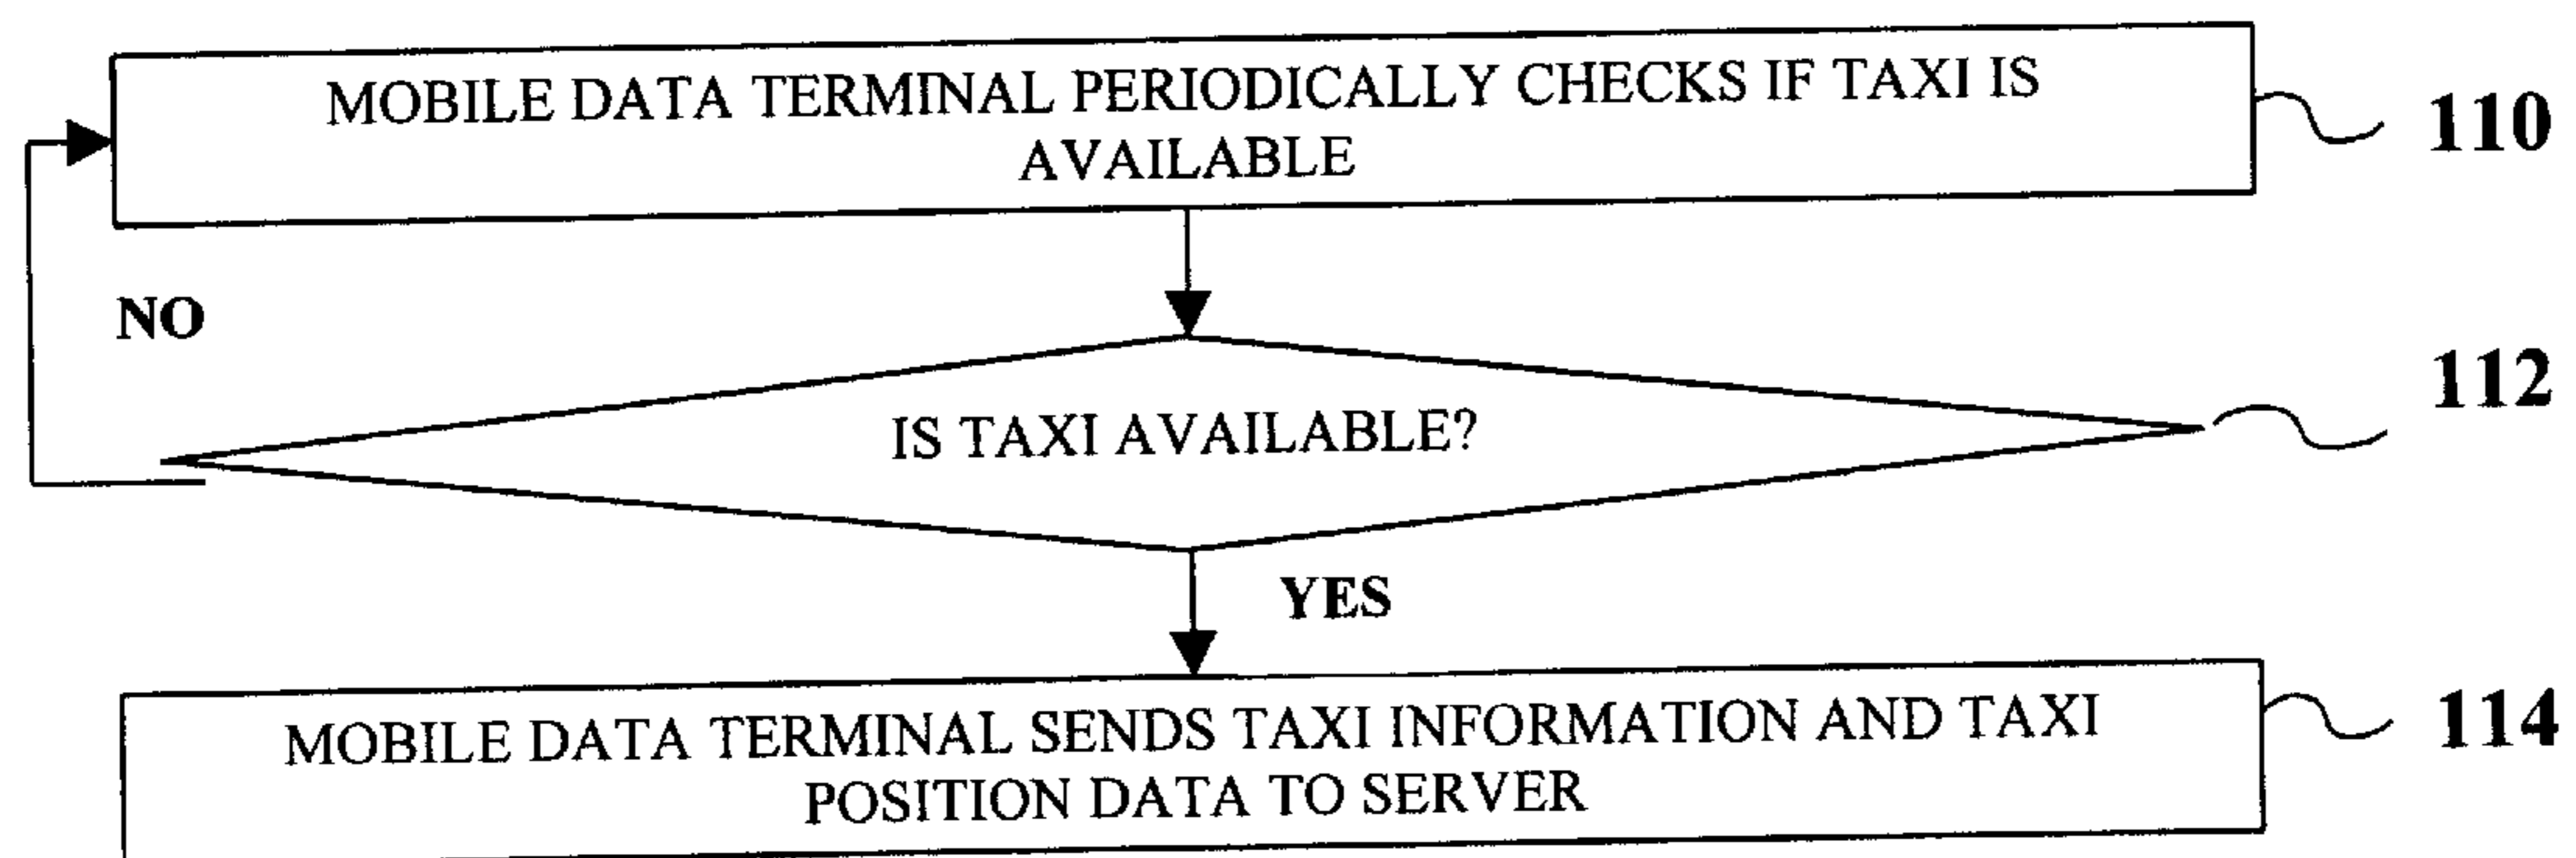 MOBILE DATA TERMINAL PERIODICALLY CHECKS IF TAXI IS
AVAILABLE
110
NO
IS TAXI AVAILABLE?
112
YES
MOBILE DATA TERMINAL SENDS TAXI INFORMATION AND TAXI
POSITION DATA TO SERVER
114